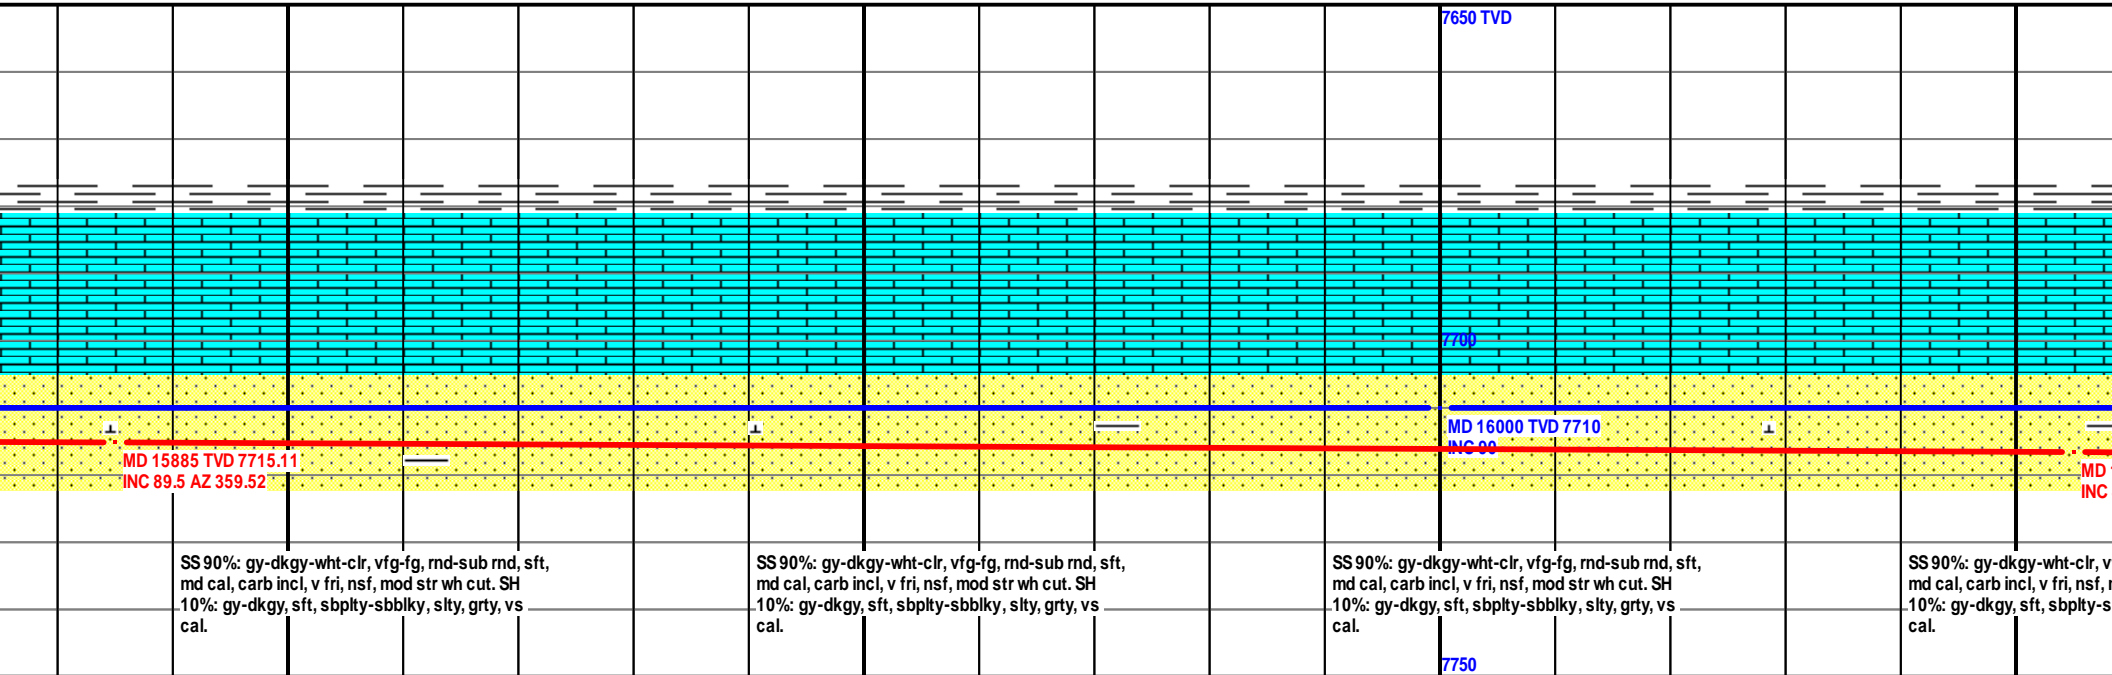 7650 TVD
7700
MD 16000 TVD 7710
INC 90
MD 15885 TVD 7715.11
INC 89.5 AZ 359.52
MD
INC
SS 90%: gy-dkgy-wht-clr, vfg-fg, rnd-sub rnd, sft,
md cal, carb incl, v fri, nsf, mod str wh cut. SH
10%: gy-dkgy, sft, sbplty-sbblky, slty, grty, vs
cal.
SS 90%: gy-dkgy-wht-clr, vfg-fg, rnd-sub rnd, sft,
md cal, carb incl, v fri, nsf, mod str wh cut. SH
10%: gy-dkgy, sft, sbplty-sbblky, slty, grty, vs
cal.
SS 90%: gy-dkgy-wht-clr, vfg-fg, rnd-sub rnd, sft,
md cal, carb incl, v fri, nsf, mod str wh cut. SH
10%: gy-dkgy, sft, sbplty-sbblky, slty, grty, vs
cal.
SS 90%: gy-dkgy-wht-clr, v
md cal, carb incl, v fri, nsf,
10%: gy-dkgy, sft, sbplty-s
cal.
7750